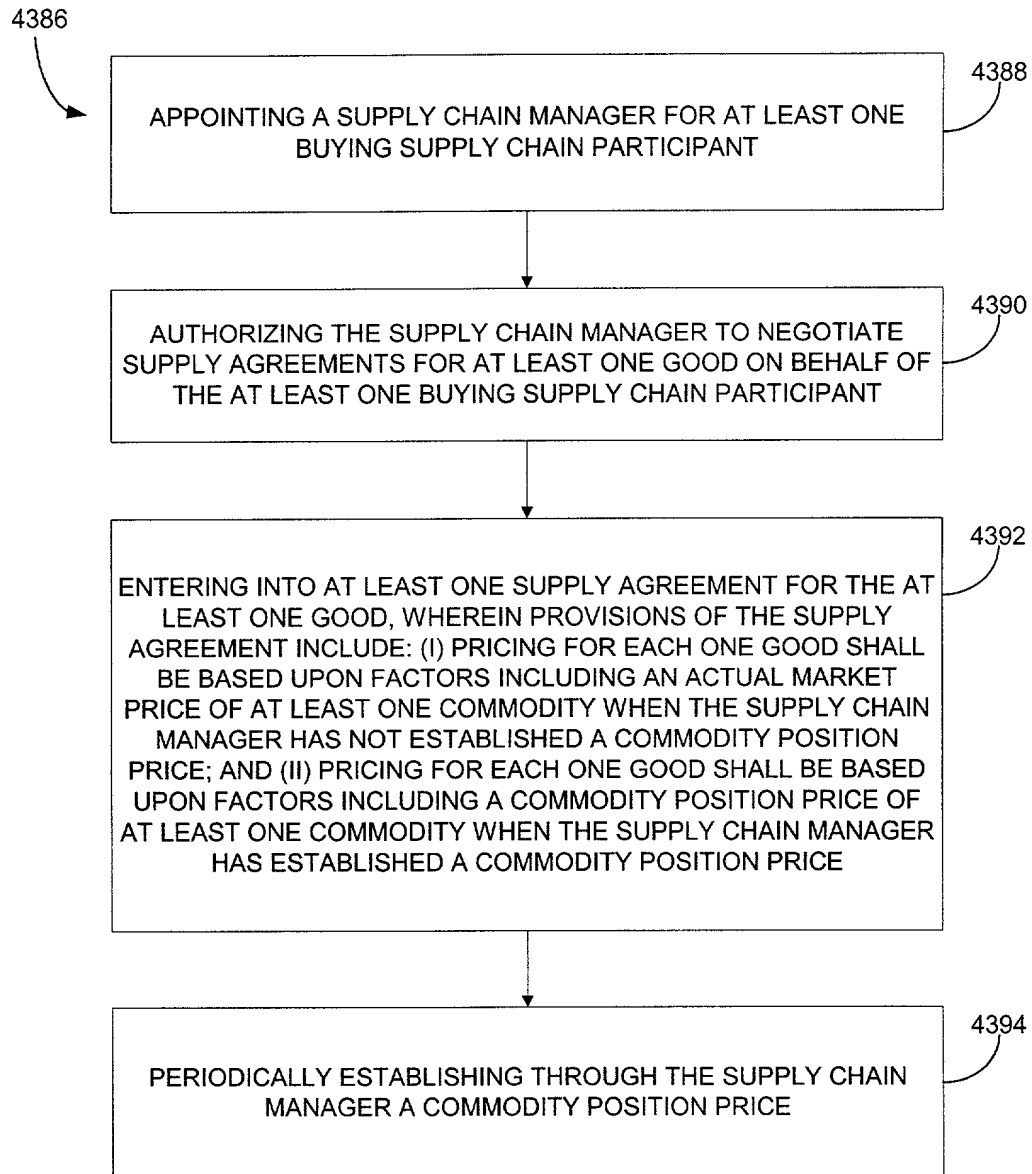 4386
4388
APPOINTING A SUPPLY CHAIN MANAGER FOR AT LEAST ONE
BUYING SUPPLY CHAIN PARTICIPANT
4390
AUTHORIZING THE SUPPLY CHAIN MANAGER TO NEGOTIATE
SUPPLY AGREEMENTS FOR AT LEAST ONE GOOD ON BEHALF OF
THE AT LEAST ONE BUYING SUPPLY CHAIN PARTICIPANT
4392
ENTERING INTO AT LEAST ONE SUPPLY AGREEMENT FOR THE AT
LEAST ONE GOOD, WHEREIN PROVISIONS OF THE SUPPLY
AGREEMENT INCLUDE: (I) PRICING FOR EACH ONE GOOD SHALL
BE BASED UPON FACTORS INCLUDING AN ACTUAL MARKET
PRICE OF AT LEAST ONE COMMODITY WHEN THE SUPPLY CHAIN
MANAGER HAS NOT ESTABLISHED A COMMODITY POSITION
PRICE; AND (II) PRICING FOR EACH ONE GOOD SHALL BE BASED
UPON FACTORS INCLUDING A COMMODITY POSITION PRICE OF
AT LEAST ONE COMMODITY WHEN THE SUPPLY CHAIN MANAGER
HAS ESTABLISHED A COMMODITY POSITION PRICE
4394
PERIODICALLY ESTABLISHING THROUGH THE SUPPLY CHAIN
MANAGER A COMMODITY POSITION PRICE